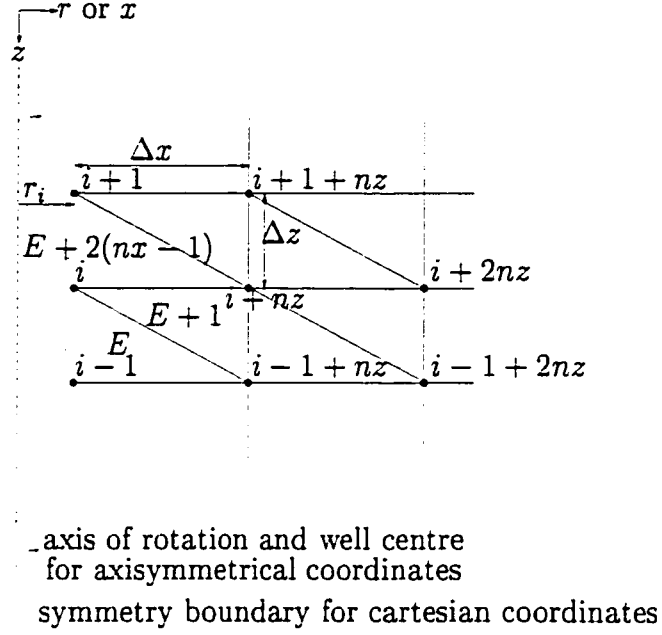 r or x
z
Δx
i + 1
i + 1 + nz
r_i
Δz
E + 2(nx − 1)
i
i + nz
i + 2nz
E + 1
E
i − 1
i − 1 + nz
i − 1 + 2nz
axis of rotation and well centre
for axisymmetrical coordinates
symmetry boundary for cartesian coordinates